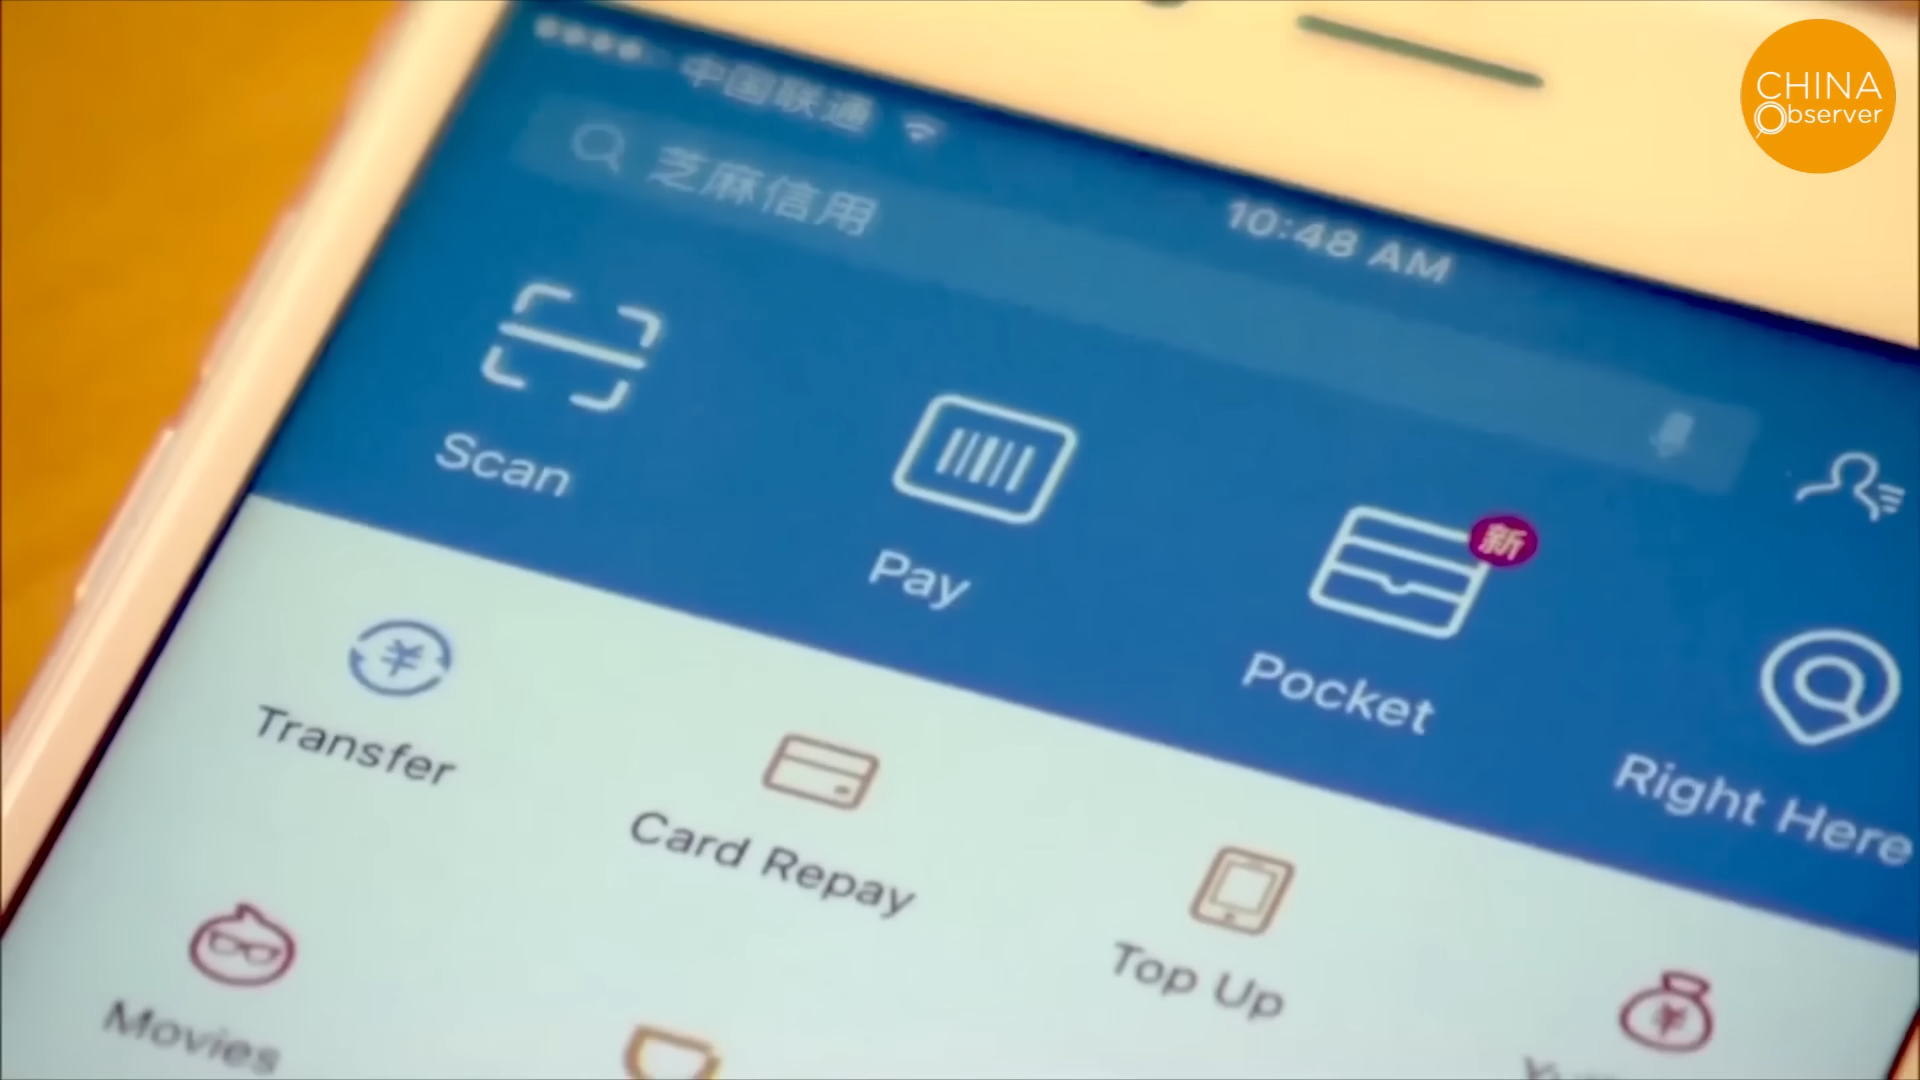 CHINA
Observer
中国联通
10:48 AM
芝麻信用
Scan
Pay
新
Pocket
Right Here
¥
Transfer
Card Repay
Top Up
¥
Movies